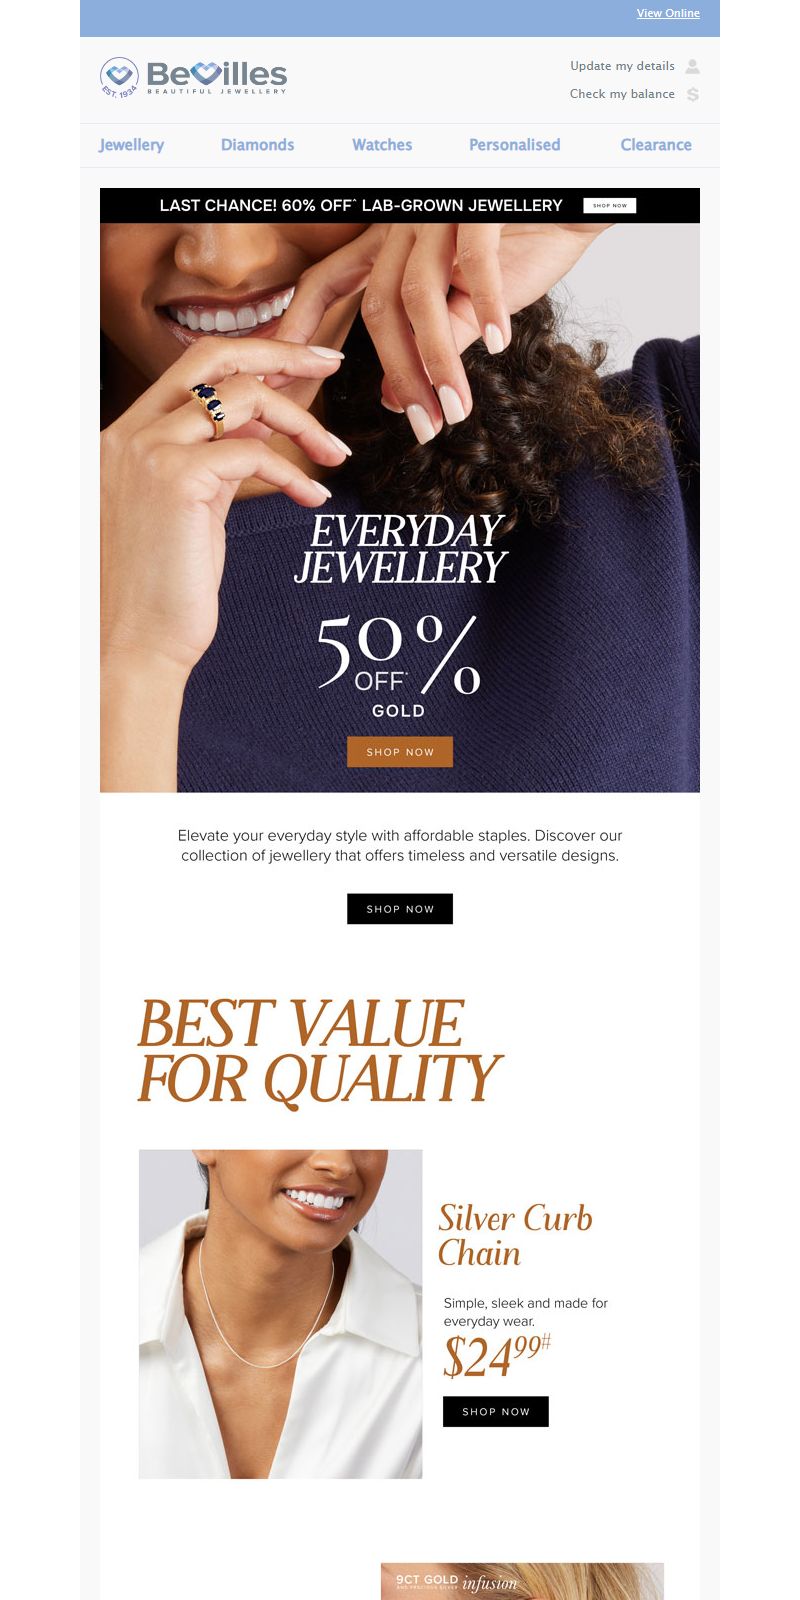 View Online
BeVilles
BEAUTIFUL JEWELLERY
EST. 1934
Update my details
Check my balance
Jewellery Diamonds Watches Personalised Clearance
LAST CHANCE! 60% OFF^ LAB-GROWN JEWELLERY SHOP NOW
EVERYDAY
JEWELLERY
50%
OFF*
GOLD
SHOP NOW
Elevate your everyday style with affordable staples. Discover our
collection of jewellery that offers timeless and versatile designs.
SHOP NOW
BEST VALUE
FOR QUALITY
Silver Curb
Chain
Simple, sleek and made for
everyday wear.
$24.99#
SHOP NOW
9CT GOLD infusion
AND PRECIOUS SILVER